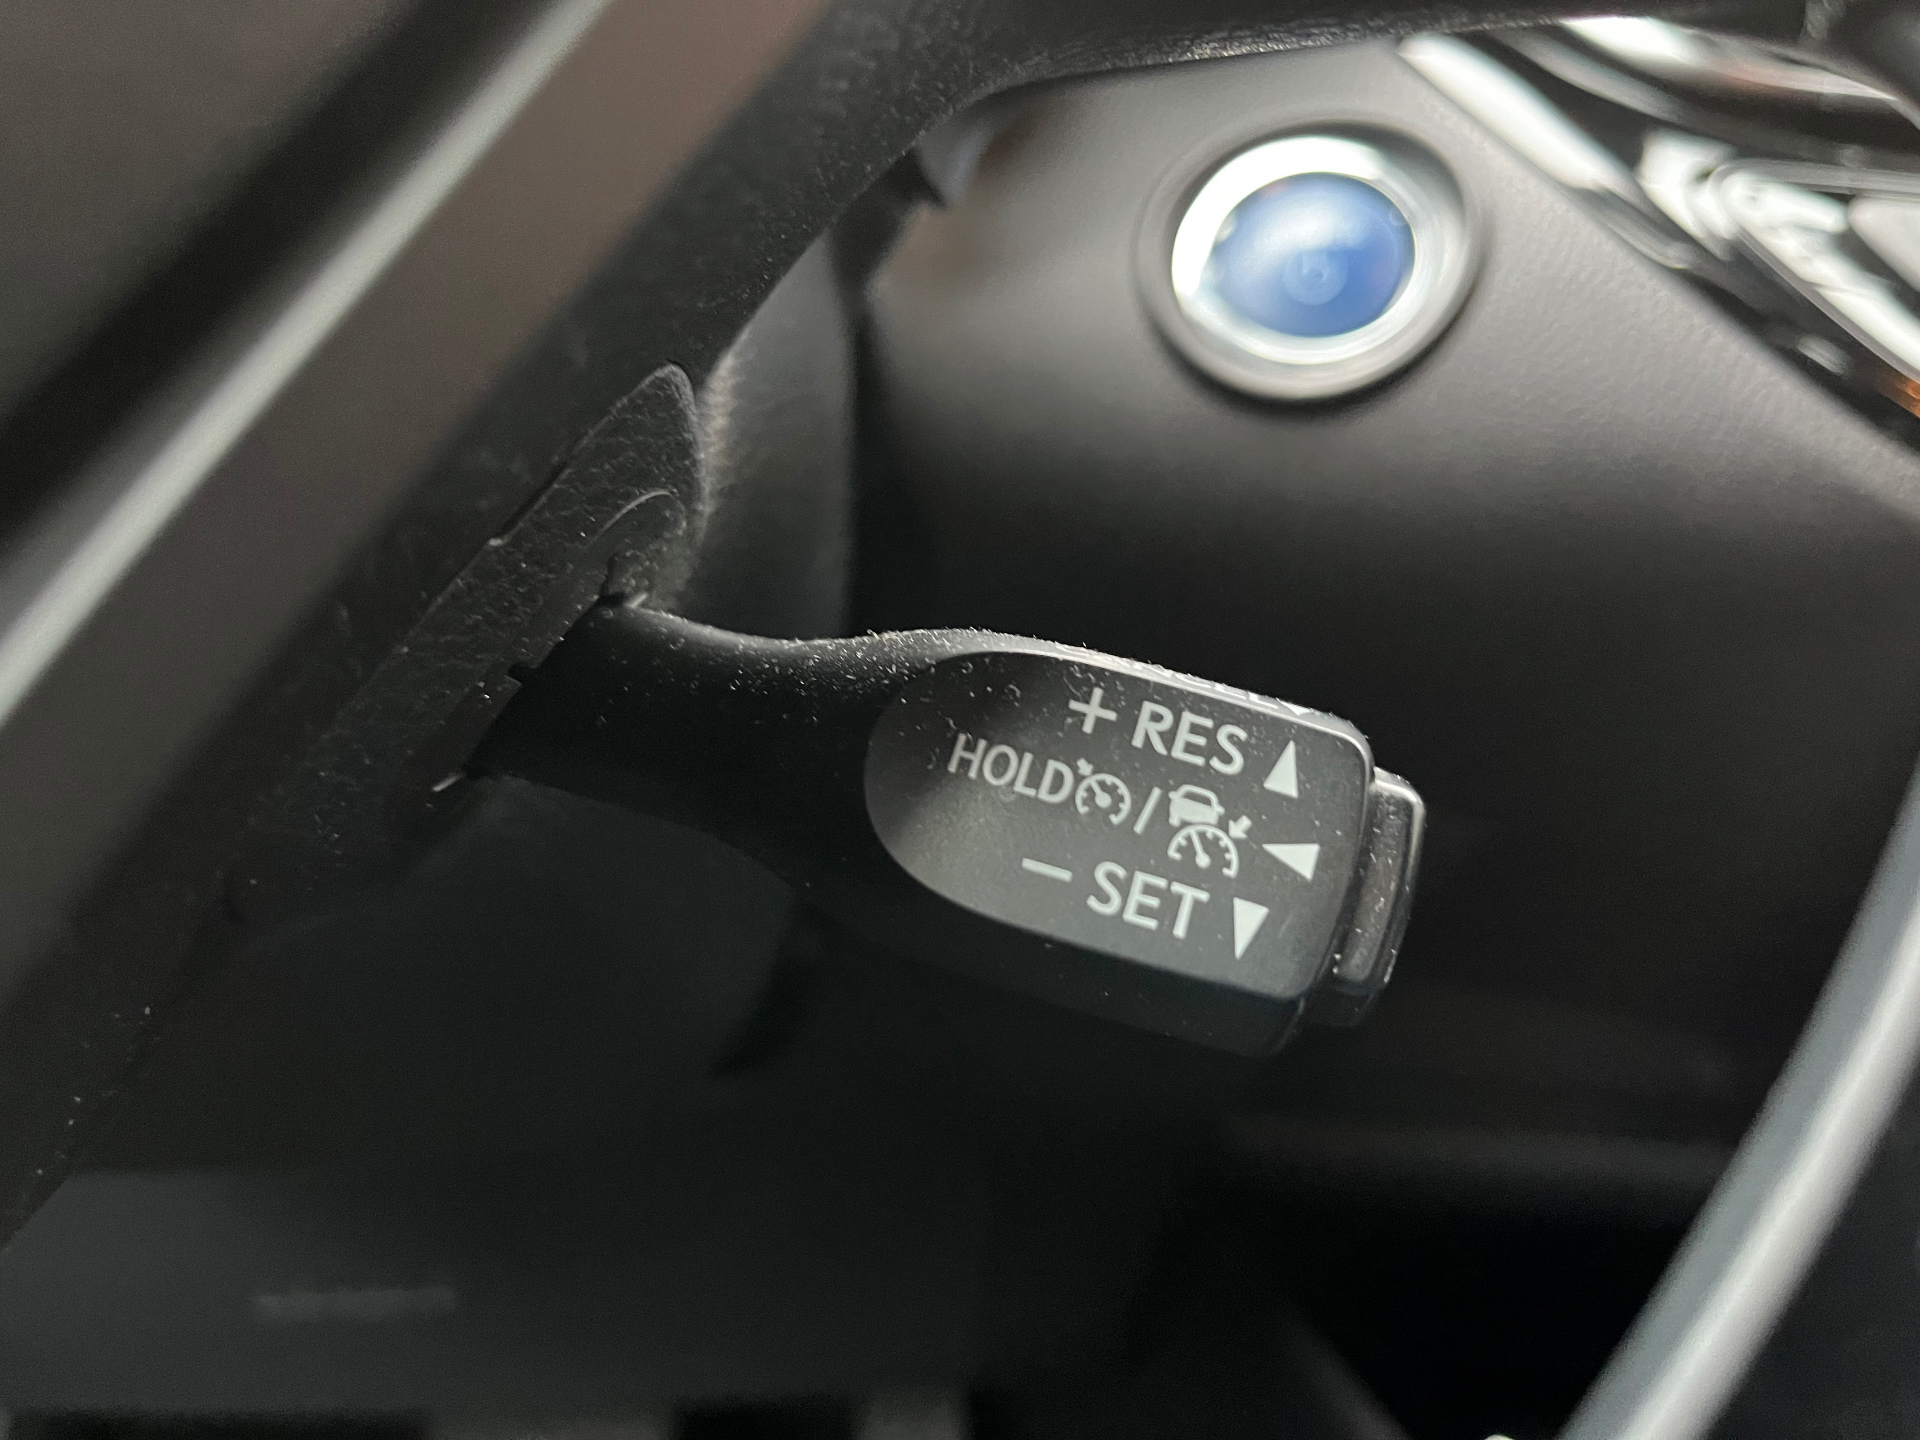 + RES ▲
HOLD / ◀
− SET ▼